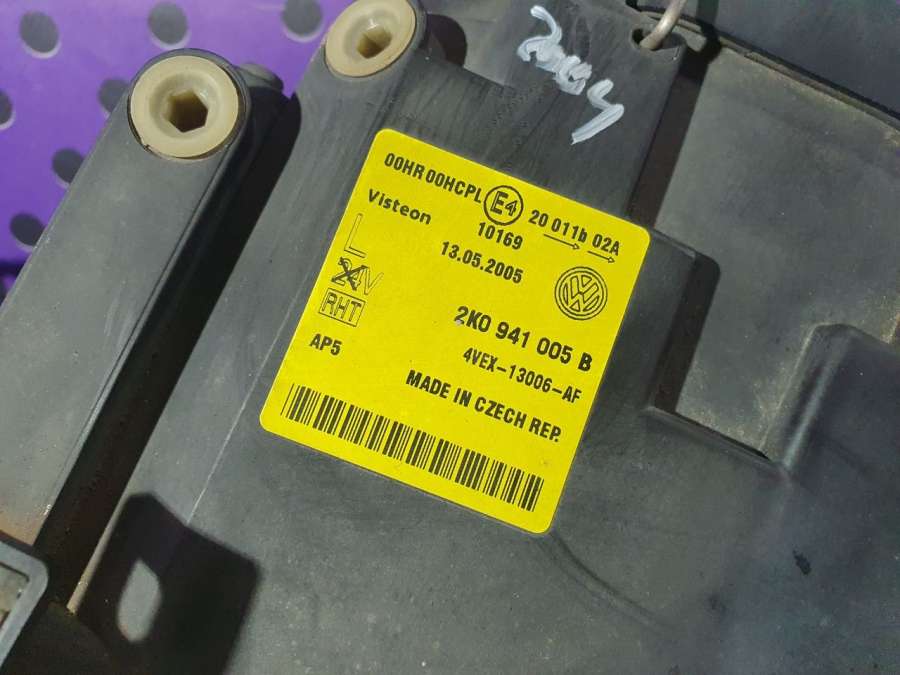 00HR 00HCPL E4 20 011b 02A
10169
Visteon
13.05.2005
L
24V
RHT
2K0 941 005 B
4VEX-13006-AF
AP5
MADE IN CZECH REP.